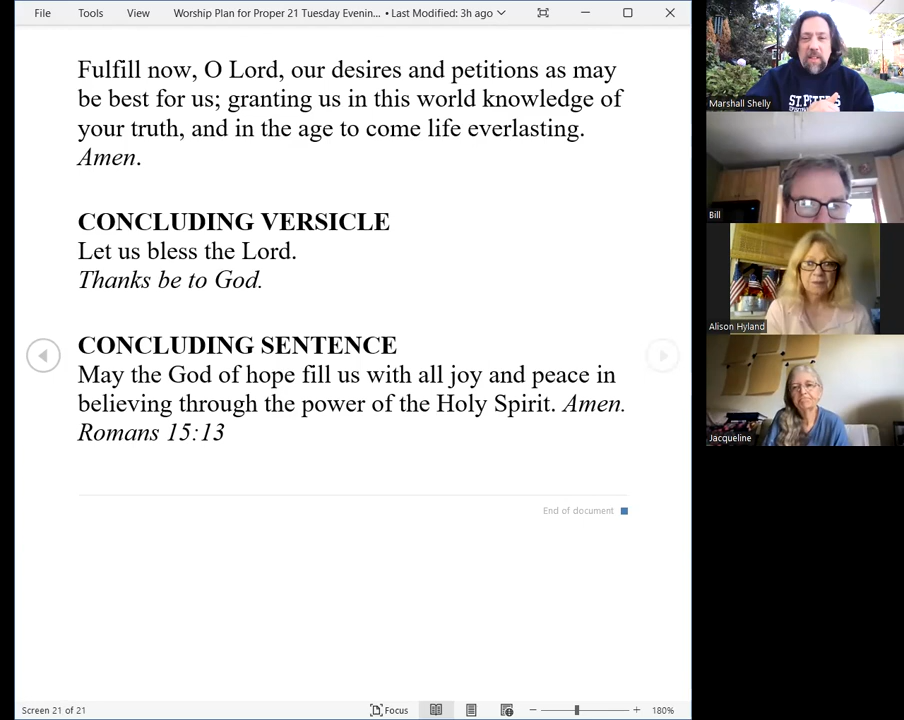 File Tools View Worship Plan for Proper 21 Tuesday Evenin... • Last Modified: 3h ago
Fulfill now, O Lord, our desires and petitions as may
be best for us; granting us in this world knowledge of
your truth, and in the age to come life everlasting.
Amen.
CONCLUDING VERSICLE
Let us bless the Lord.
Thanks be to God.
CONCLUDING SENTENCE
May the God of hope fill us with all joy and peace in
believing through the power of the Holy Spirit. Amen.
Romans 15:13
End of document
Screen 21 of 21 Focus 180%
ST. PETER'S
Marshall Shelly
Bill
Alison Hyland
Jacqueline